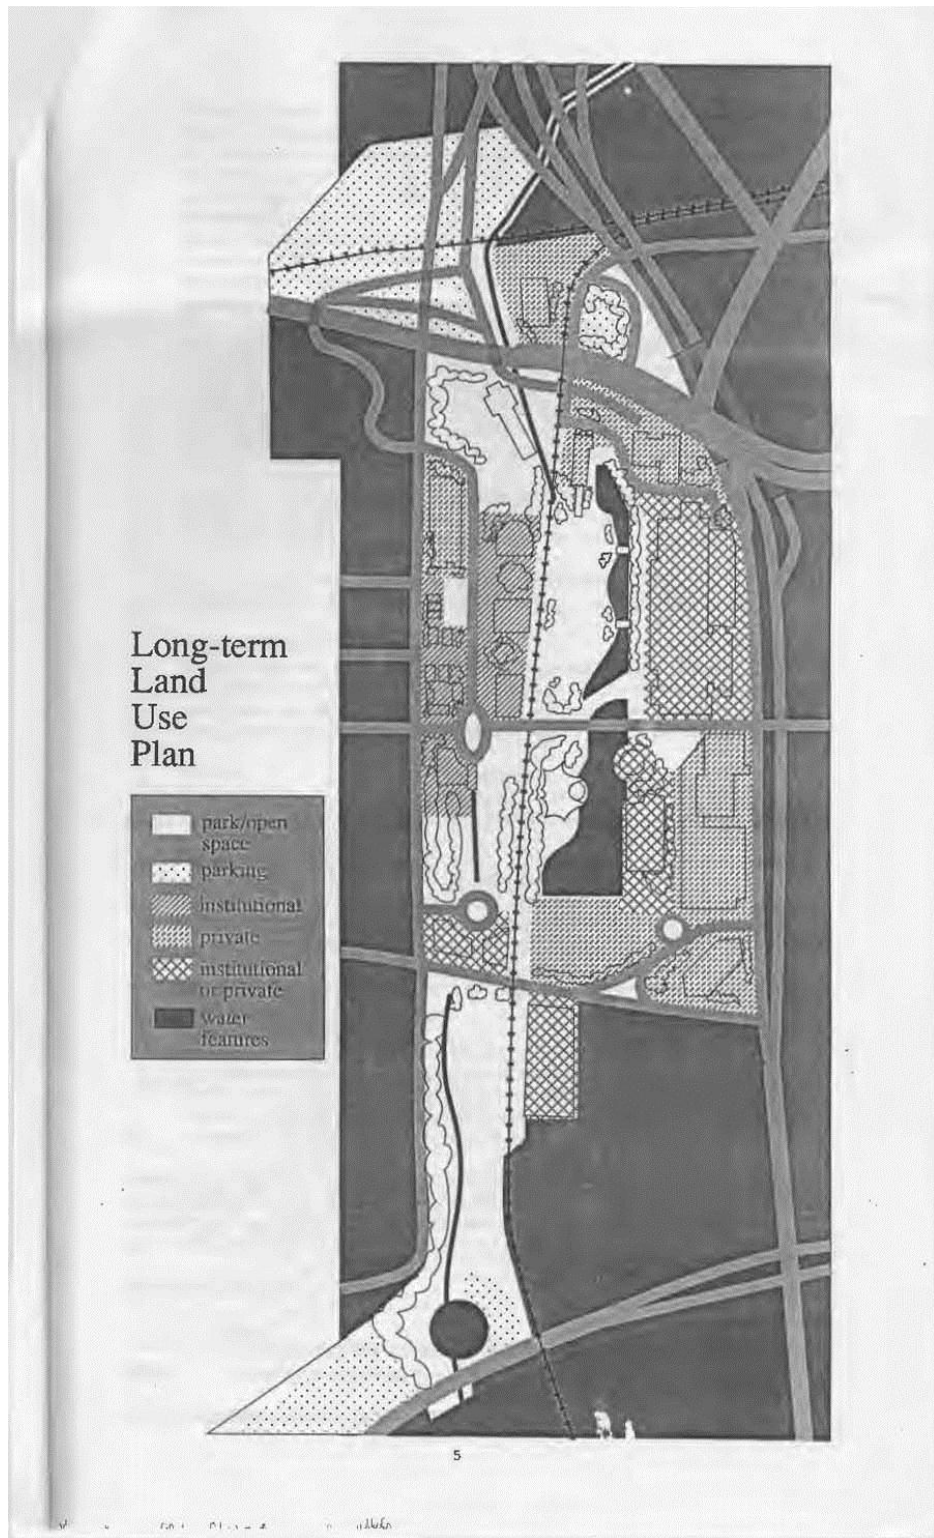 Long-term
Land
Use
Plan
park/open
space
parking
institutional
private
institutional
or private
water
features
5